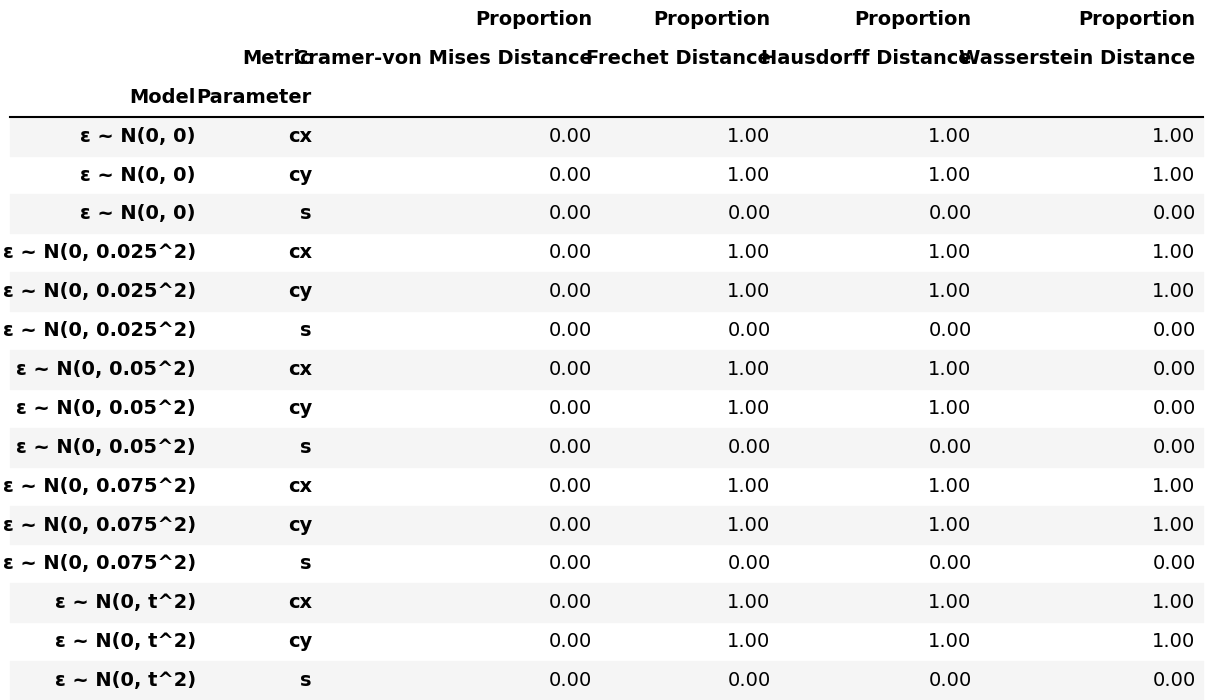 Proportion Proportion Proportion Proportion
Metric Cramer-von Mises Distance Frechet Distance Hausdorff Distance Wasserstein Distance
Model Parameter
ε ~ N(0, 0) cx 0.00 1.00 1.00 1.00
ε ~ N(0, 0) cy 0.00 1.00 1.00 1.00
ε ~ N(0, 0) s 0.00 0.00 0.00 0.00
ε ~ N(0, 0.025^2) cx 0.00 1.00 1.00 1.00
ε ~ N(0, 0.025^2) cy 0.00 1.00 1.00 1.00
ε ~ N(0, 0.025^2) s 0.00 0.00 0.00 0.00
ε ~ N(0, 0.05^2) cx 0.00 1.00 1.00 0.00
ε ~ N(0, 0.05^2) cy 0.00 1.00 1.00 0.00
ε ~ N(0, 0.05^2) s 0.00 0.00 0.00 0.00
ε ~ N(0, 0.075^2) cx 0.00 1.00 1.00 1.00
ε ~ N(0, 0.075^2) cy 0.00 1.00 1.00 1.00
ε ~ N(0, 0.075^2) s 0.00 0.00 0.00 0.00
ε ~ N(0, t^2) cx 0.00 1.00 1.00 1.00
ε ~ N(0, t^2) cy 0.00 1.00 1.00 1.00
ε ~ N(0, t^2) s 0.00 0.00 0.00 0.00